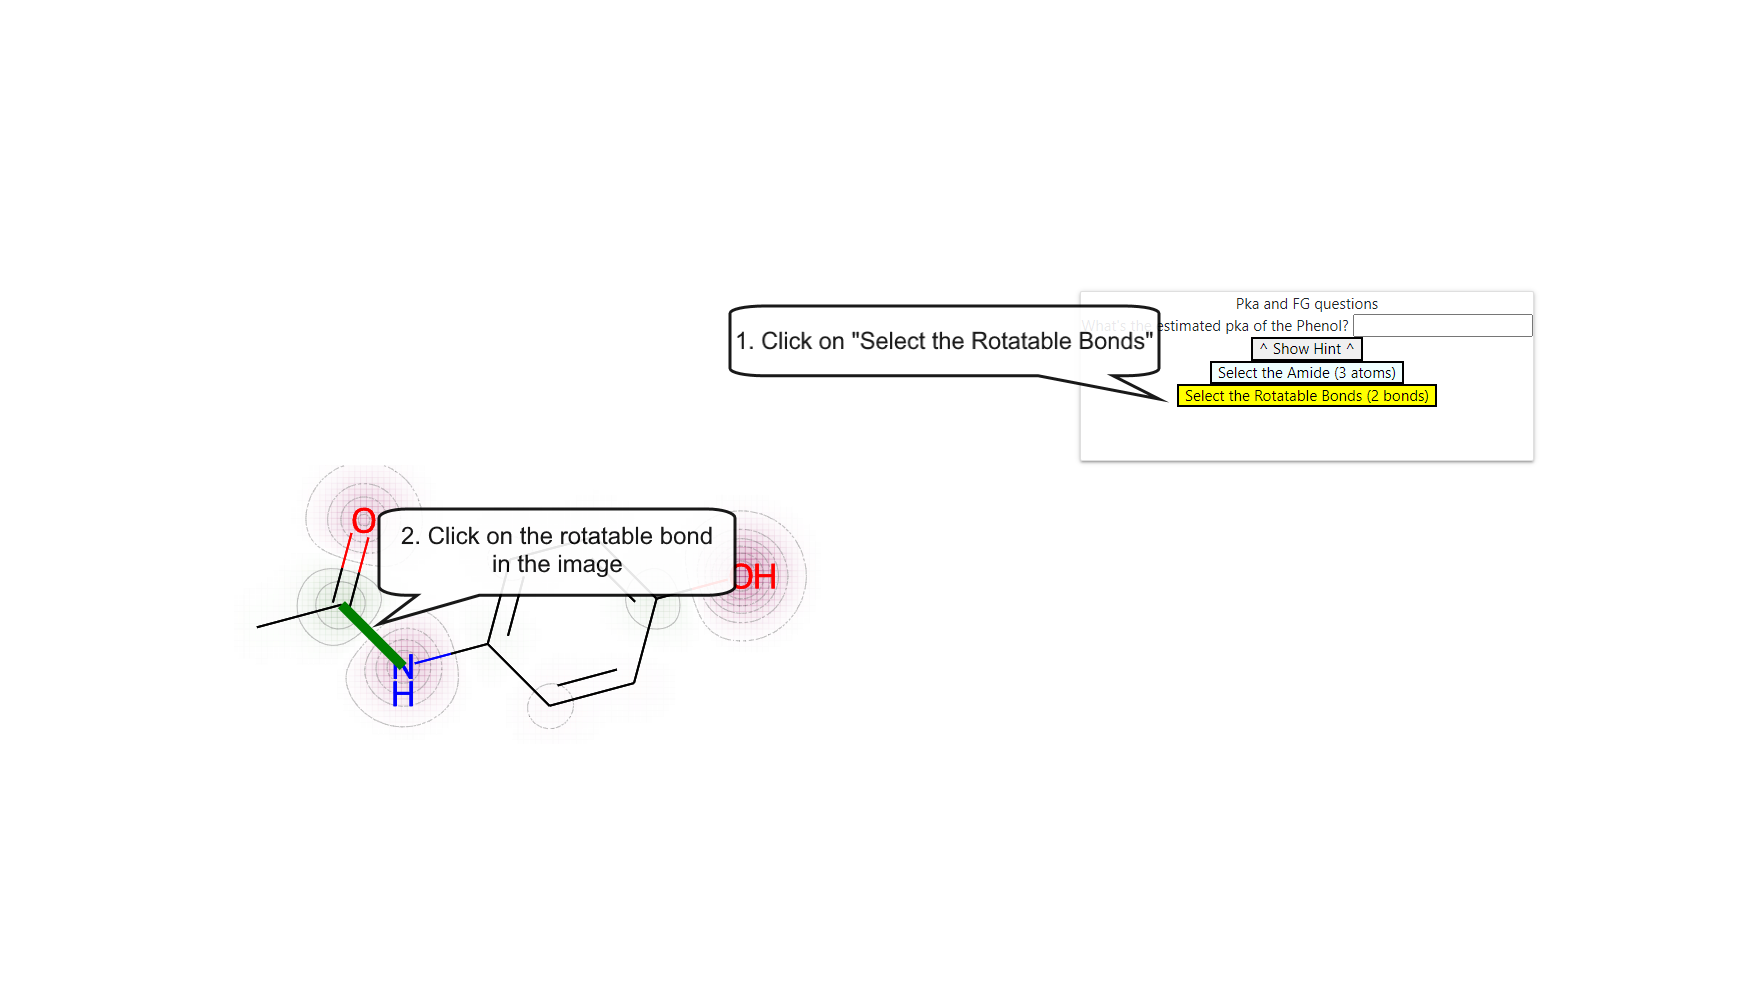 Pka and FG questions
What's the estimated pka of the Phenol?
1. Click on "Select the Rotatable Bonds"
^ Show Hint ^
Select the Amide (3 atoms)
Select the Rotatable Bonds (2 bonds)
O
2. Click on the rotatable bond
in the image
OH
N
H